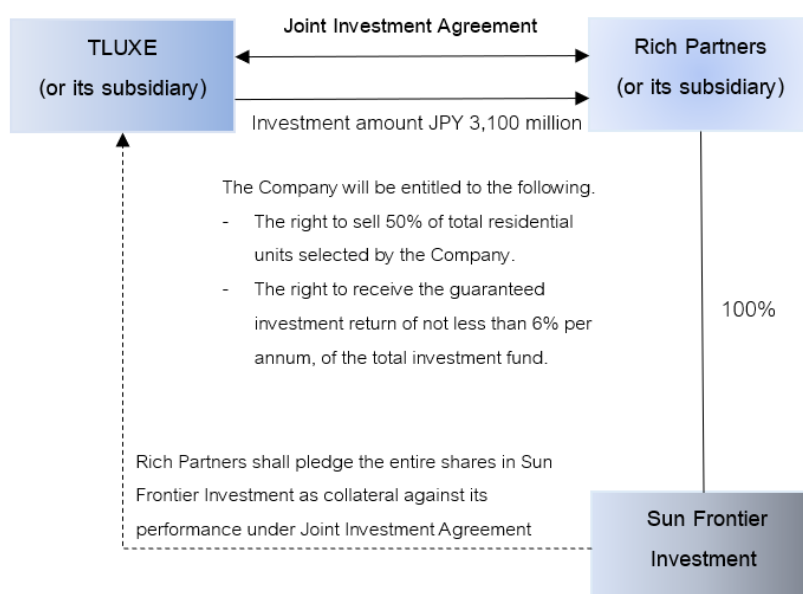 Joint Investment Agreement
TLUXE
(or its subsidiary)
Rich Partners
(or its subsidiary)
Investment amount JPY 3,100 million
The Company will be entitled to the following.
- The right to sell 50% of total residential
units selected by the Company.
- The right to receive the guaranteed
investment return of not less than 6% per
annum, of the total investment fund.
100%
Rich Partners shall pledge the entire shares in Sun
Frontier Investment as collateral against its
performance under Joint Investment Agreement
Sun Frontier
Investment